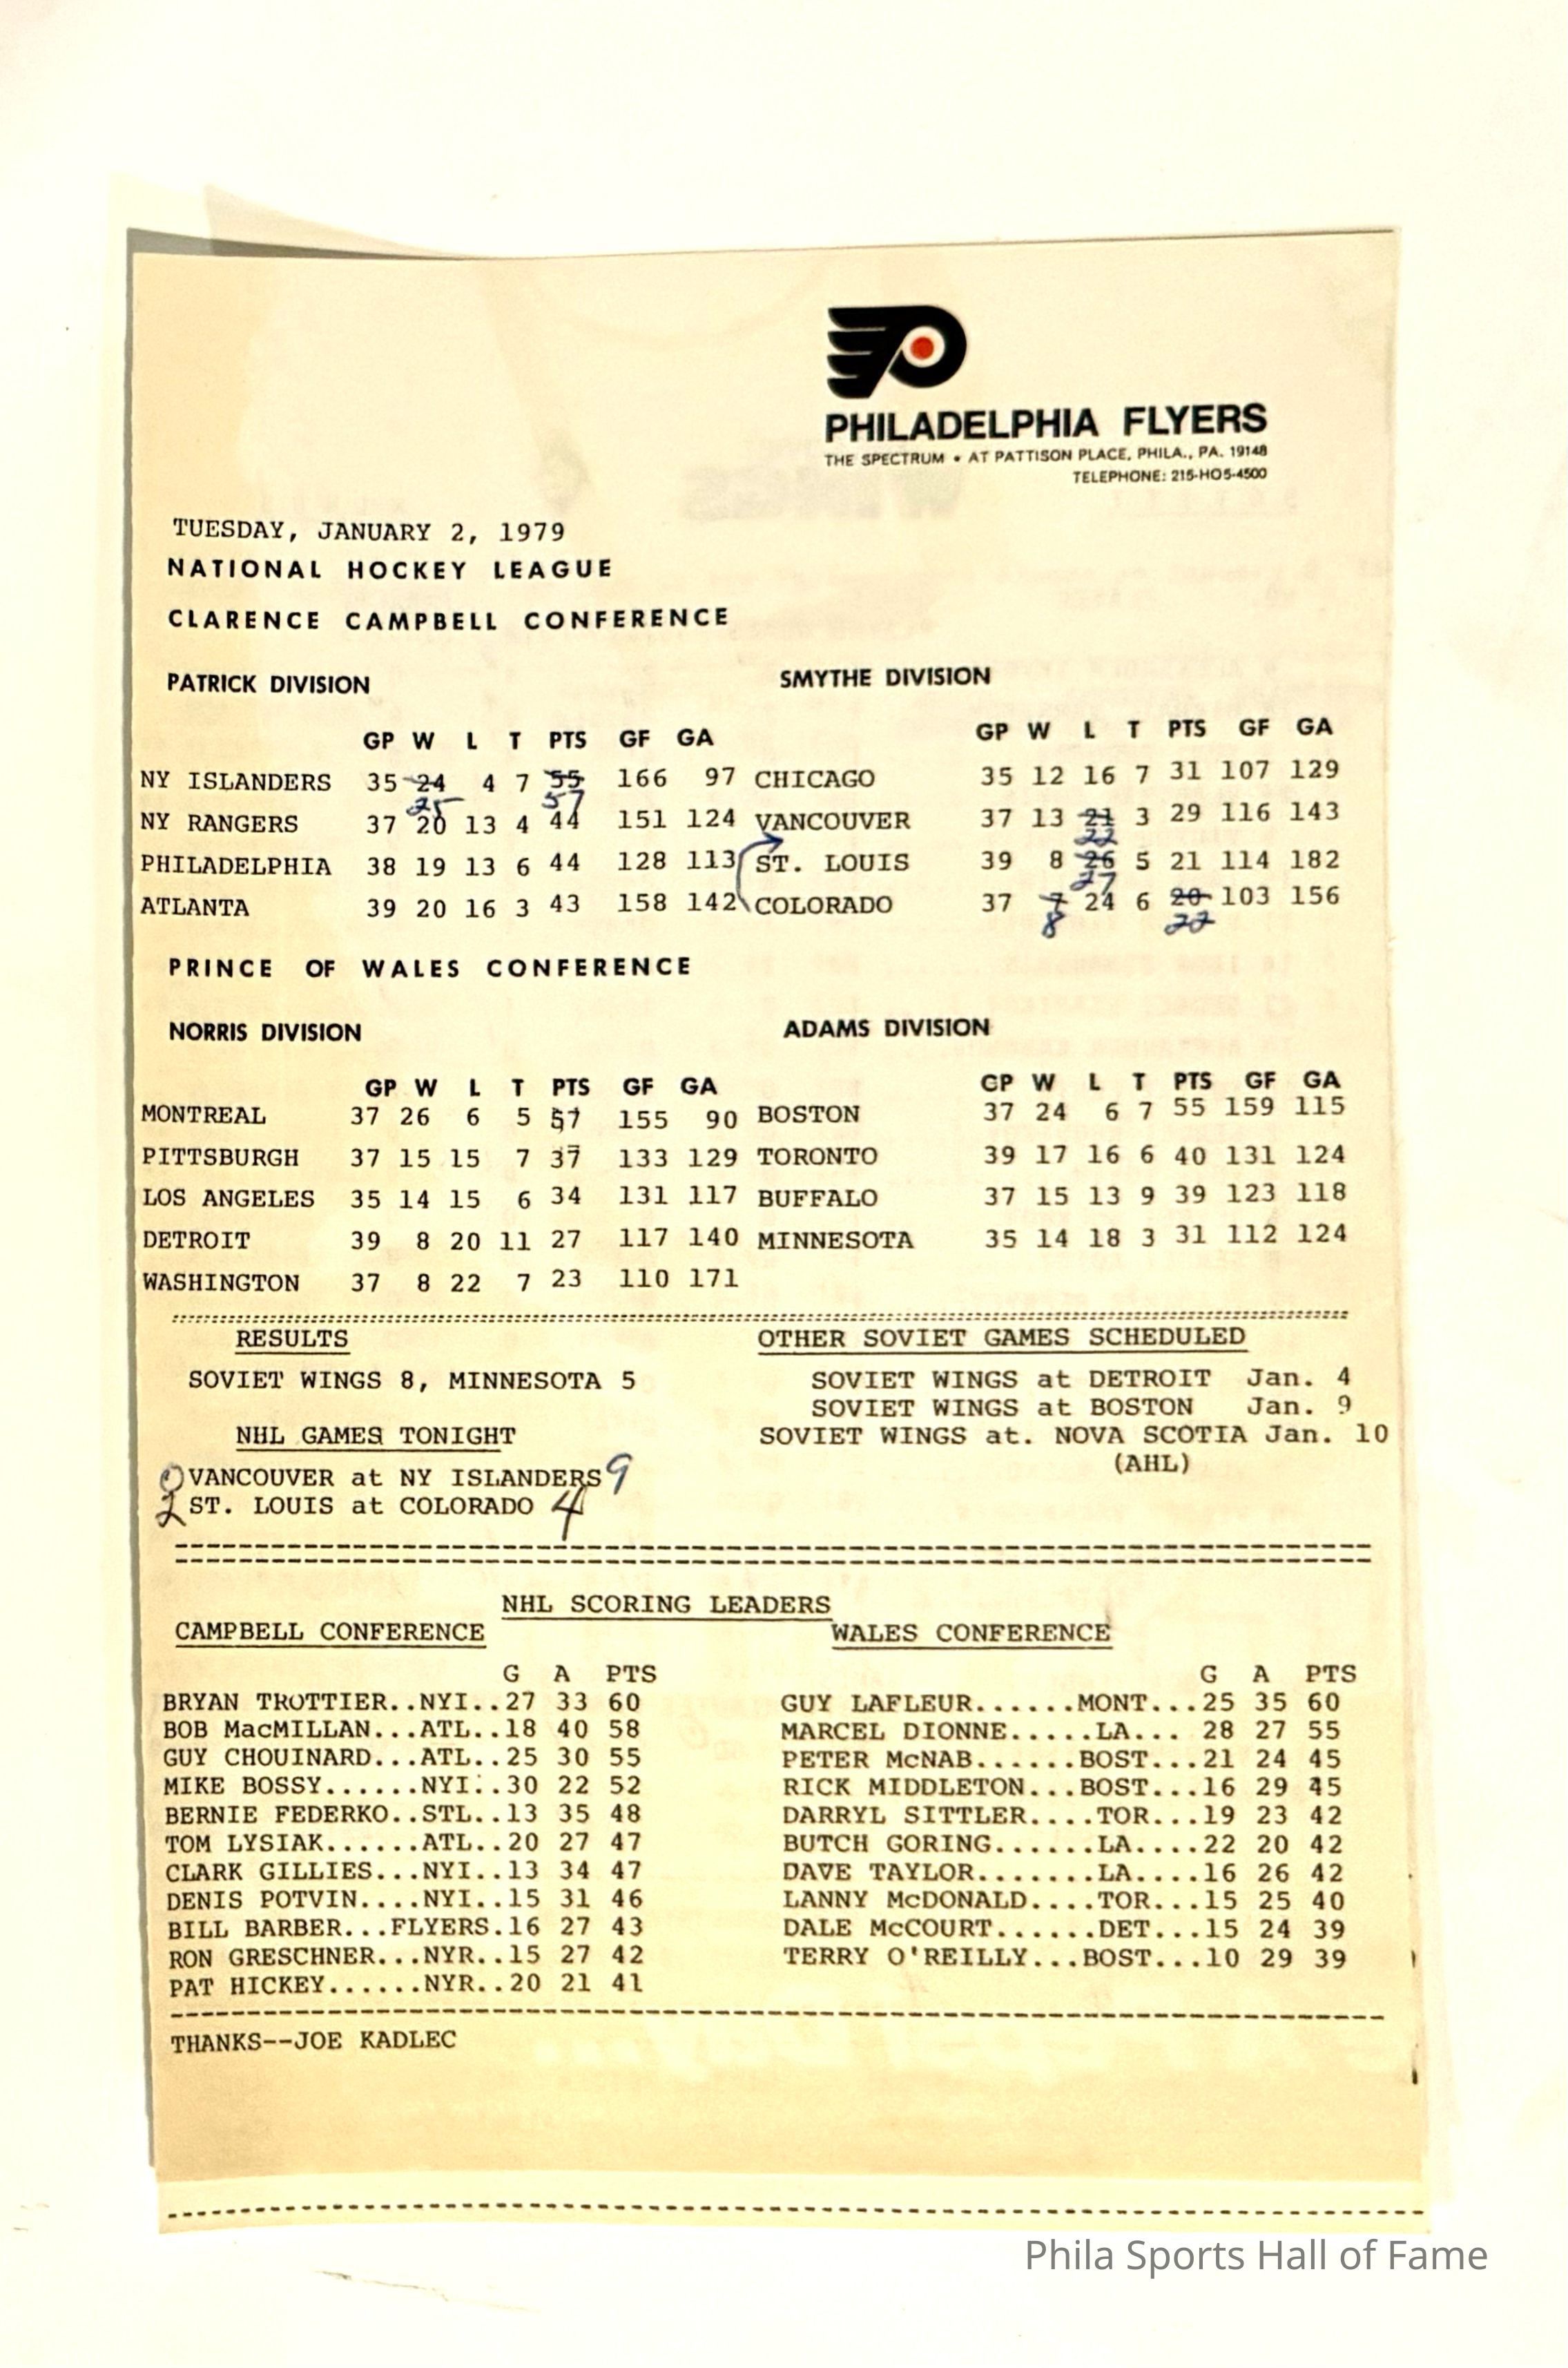 PHILADELPHIA FLYERS
THE SPECTRUM • AT PATTISON PLACE, PHILA., PA. 19148
TELEPHONE: 215-HO5-4500
TUESDAY, JANUARY 2, 1979
NATIONAL HOCKEY LEAGUE
CLARENCE CAMPBELL CONFERENCE
PATRICK DIVISION
GP W L T PTS GF GA
NY ISLANDERS 35 24 4 7 55 166 97
25 57
NY RANGERS 37 20 13 4 44 151 124
PHILADELPHIA 38 19 13 6 44 128 113
ATLANTA 39 20 16 3 43 158 142
SMYTHE DIVISION
GP W L T PTS GF GA
CHICAGO 35 12 16 7 31 107 129
VANCOUVER 37 13 21 3 29 116 143
22
ST. LOUIS 39 8 26 5 21 114 182
27
COLORADO 37 7 24 6 20 103 156
8 22
PRINCE OF WALES CONFERENCE
NORRIS DIVISION
GP W L T PTS GF GA
MONTREAL 37 26 6 5 57 155 90
PITTSBURGH 37 15 15 7 37 133 129
LOS ANGELES 35 14 15 6 34 131 117
DETROIT 39 8 20 11 27 117 140
WASHINGTON 37 8 22 7 23 110 171
ADAMS DIVISION
GP W L T PTS GF GA
BOSTON 37 24 6 7 55 159 115
TORONTO 39 17 16 6 40 131 124
BUFFALO 37 15 13 9 39 123 118
MINNESOTA 35 14 18 3 31 112 124
RESULTS
SOVIET WINGS 8, MINNESOTA 5
NHL GAMES TONIGHT
0 VANCOUVER at NY ISLANDERS 9
2 ST. LOUIS at COLORADO 4
OTHER SOVIET GAMES SCHEDULED
SOVIET WINGS at DETROIT Jan. 4
SOVIET WINGS at BOSTON Jan. 9
SOVIET WINGS at. NOVA SCOTIA Jan. 10
(AHL)
NHL SCORING LEADERS
CAMPBELL CONFERENCE
G A PTS
BRYAN TROTTIER..NYI..27 33 60
BOB MacMILLAN...ATL..18 40 58
GUY CHOUINARD...ATL..25 30 55
MIKE BOSSY......NYI..30 22 52
BERNIE FEDERKO..STL..13 35 48
TOM LYSIAK......ATL..20 27 47
CLARK GILLIES...NYI..13 34 47
DENIS POTVIN....NYI..15 31 46
BILL BARBER...FLYERS.16 27 43
RON GRESCHNER...NYR..15 27 42
PAT HICKEY......NYR..20 21 41
WALES CONFERENCE
G A PTS
GUY LAFLEUR......MONT...25 35 60
MARCEL DIONNE.....LA... 28 27 55
PETER McNAB......BOST...21 24 45
RICK MIDDLETON...BOST...16 29 45
DARRYL SITTLER....TOR...19 23 42
BUTCH GORING......LA....22 20 42
DAVE TAYLOR.......LA....16 26 42
LANNY McDONALD....TOR...15 25 40
DALE McCOURT......DET...15 24 39
TERRY O'REILLY...BOST...10 29 39
THANKS--JOE KADLEC
Phila Sports Hall of Fame